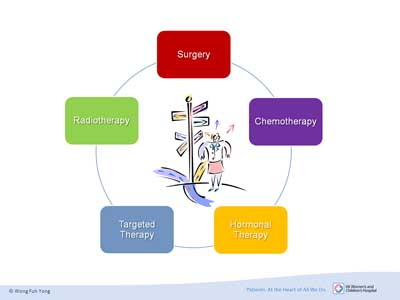 Surgery
Radiotherapy
Chemotherapy
Targeted
Therapy
Hormonal
Therapy
© Wong Fuh Yong
Patients. At the Heart of All We Do.
KK Women's and
Children's Hospital